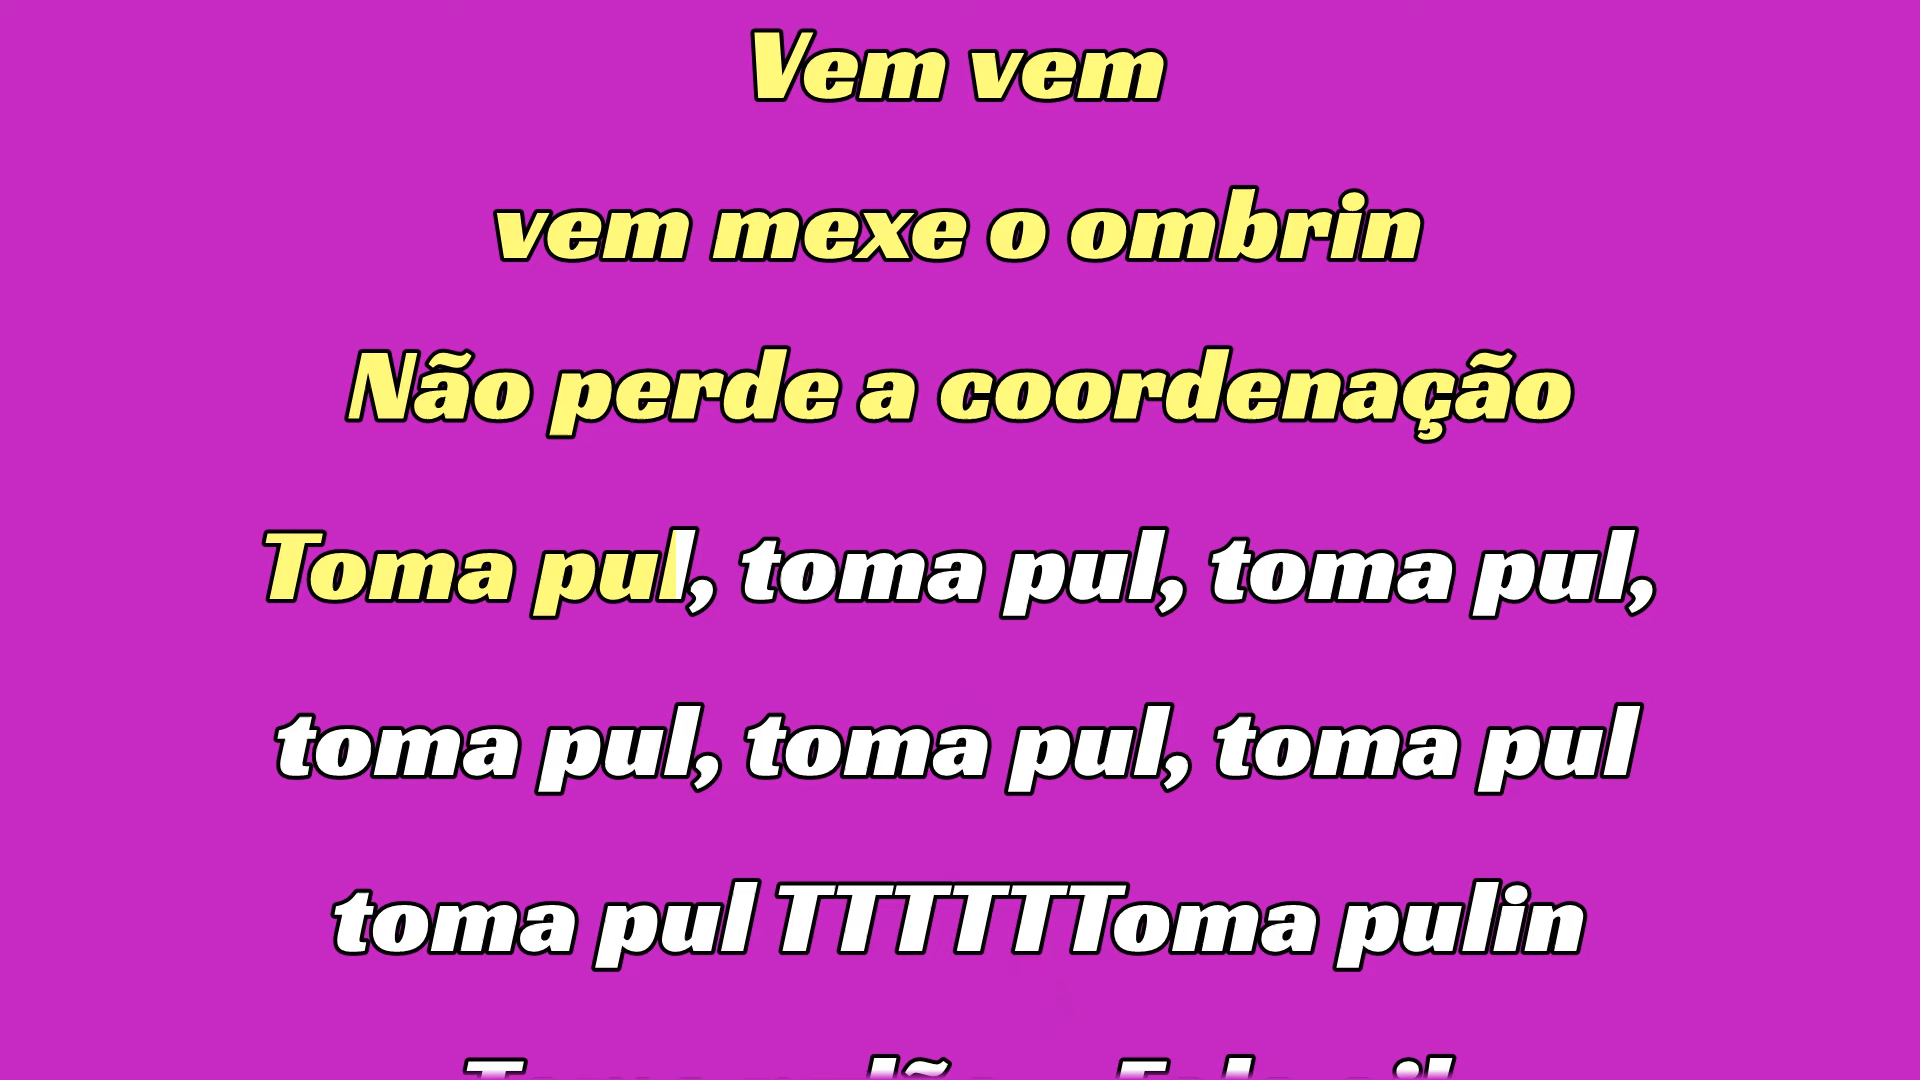 Vem vem
vem mexe o ombrin
Não perde a coordenação
Toma pul, toma pul, toma pul,
toma pul, toma pul, toma pul
toma pul TTTTTToma pulin